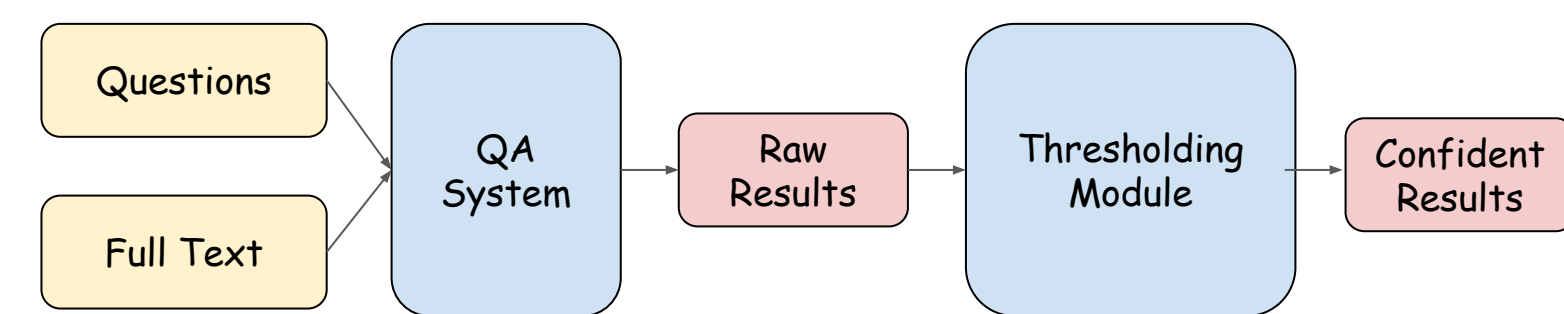 Questions
Full Text
QA
System
Raw
Results
Thresholding
Module
Confident
Results